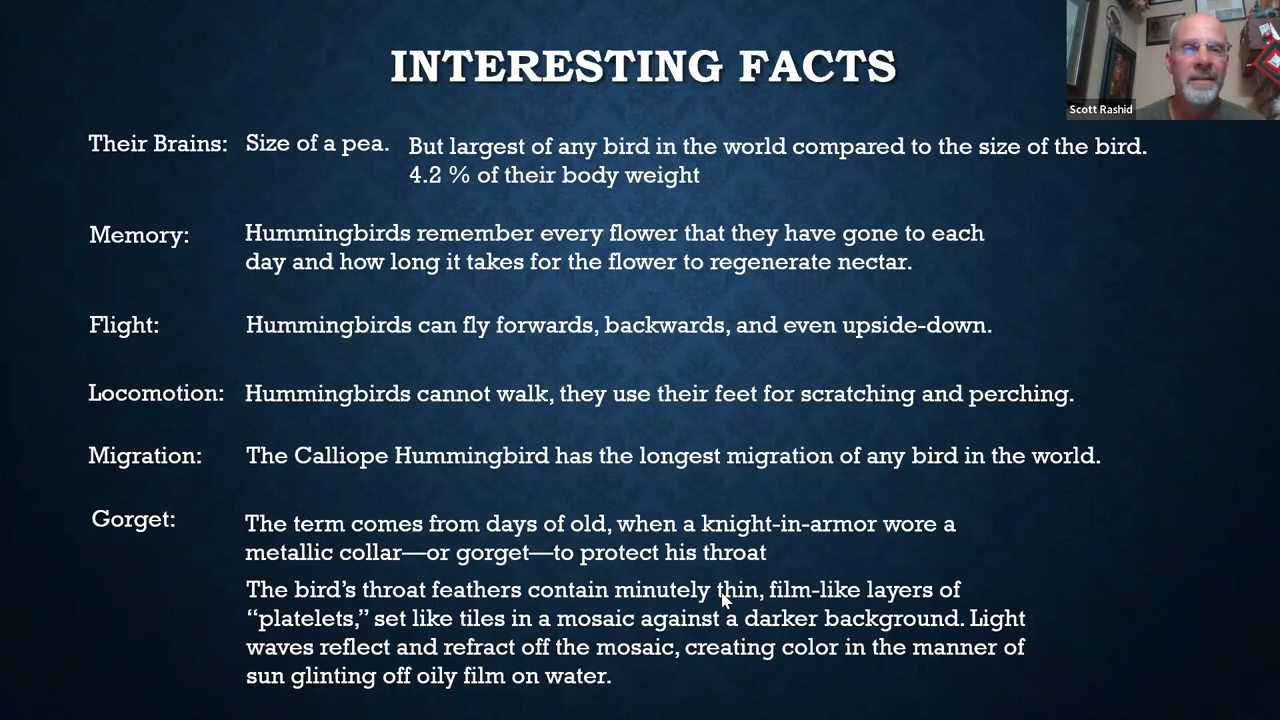 INTERESTING FACTS
Scott Rashid
Their Brains: Size of a pea. But largest of any bird in the world compared to the size of the bird.
4.2 % of their body weight
Memory: Hummingbirds remember every flower that they have gone to each
day and how long it takes for the flower to regenerate nectar.
Flight: Hummingbirds can fly forwards, backwards, and even upside-down.
Locomotion: Hummingbirds cannot walk, they use their feet for scratching and perching.
Migration: The Calliope Hummingbird has the longest migration of any bird in the world.
Gorget: The term comes from days of old, when a knight-in-armor wore a
metallic collar—or gorget—to protect his throat
The bird’s throat feathers contain minutely thin, film-like layers of
“platelets,” set like tiles in a mosaic against a darker background. Light
waves reflect and refract off the mosaic, creating color in the manner of
sun glinting off oily film on water.